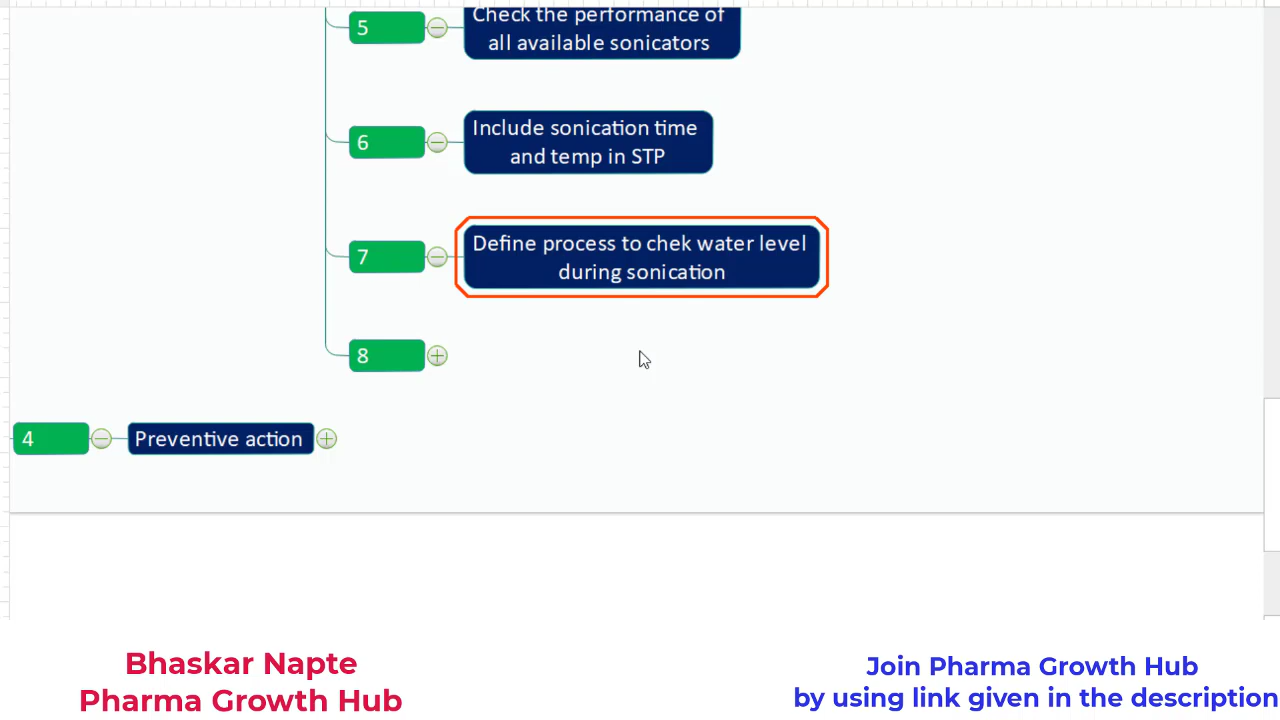 5
Check the performance of
all available sonicators
6
Include sonication time
and temp in STP
7
Define process to chek water level
during sonication
8
4
Preventive action
Bhaskar Napte
Pharma Growth Hub
Join Pharma Growth Hub
by using link given in the description